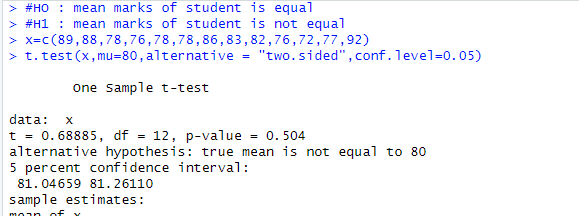 > #H0 : mean marks of student is equal
> #H1 : mean marks of student is not equal
> x=c(89,88,78,76,78,78,86,83,82,76,72,77,92)
> t.test(x,mu=80,alternative = "two.sided",conf.level=0.05)
One Sample t-test
data:  x
t = 0.68885, df = 12, p-value = 0.504
alternative hypothesis: true mean is not equal to 80
5 percent confidence interval:
81.04659 81.26110
sample estimates:
mean of x